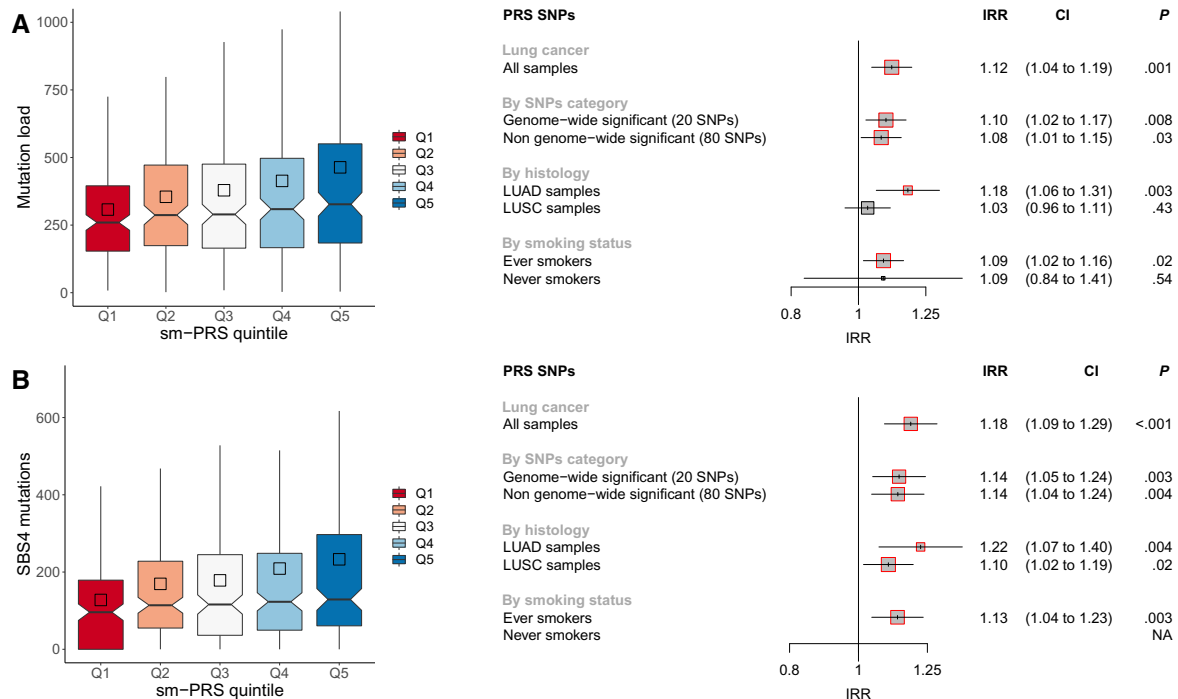 A
Mutation load
1000
750
500
250
0
Q1 Q2 Q3 Q4 Q5
sm−PRS quintile
Q1
Q2
Q3
Q4
Q5
PRS SNPs IRR CI P
Lung cancer
All samples 1.12 (1.04 to 1.19) .001
By SNPs category
Genome-wide significant (20 SNPs) 1.10 (1.02 to 1.17) .008
Non genome-wide significant (80 SNPs) 1.08 (1.01 to 1.15) .03
By histology
LUAD samples 1.18 (1.06 to 1.31) .003
LUSC samples 1.03 (0.96 to 1.11) .43
By smoking status
Ever smokers 1.09 (1.02 to 1.16) .02
Never smokers 1.09 (0.84 to 1.41) .54
0.8 1 1.25
IRR
B
SBS4 mutations
600
400
200
0
Q1 Q2 Q3 Q4 Q5
sm−PRS quintile
Q1
Q2
Q3
Q4
Q5
PRS SNPs IRR CI P
Lung cancer
All samples 1.18 (1.09 to 1.29) <.001
By SNPs category
Genome-wide significant (20 SNPs) 1.14 (1.05 to 1.24) .003
Non genome-wide significant (80 SNPs) 1.14 (1.04 to 1.24) .004
By histology
LUAD samples 1.22 (1.07 to 1.40) .004
LUSC samples 1.10 (1.02 to 1.19) .02
By smoking status
Ever smokers 1.13 (1.04 to 1.23) .003
Never smokers NA
0.8 1 1.25
IRR